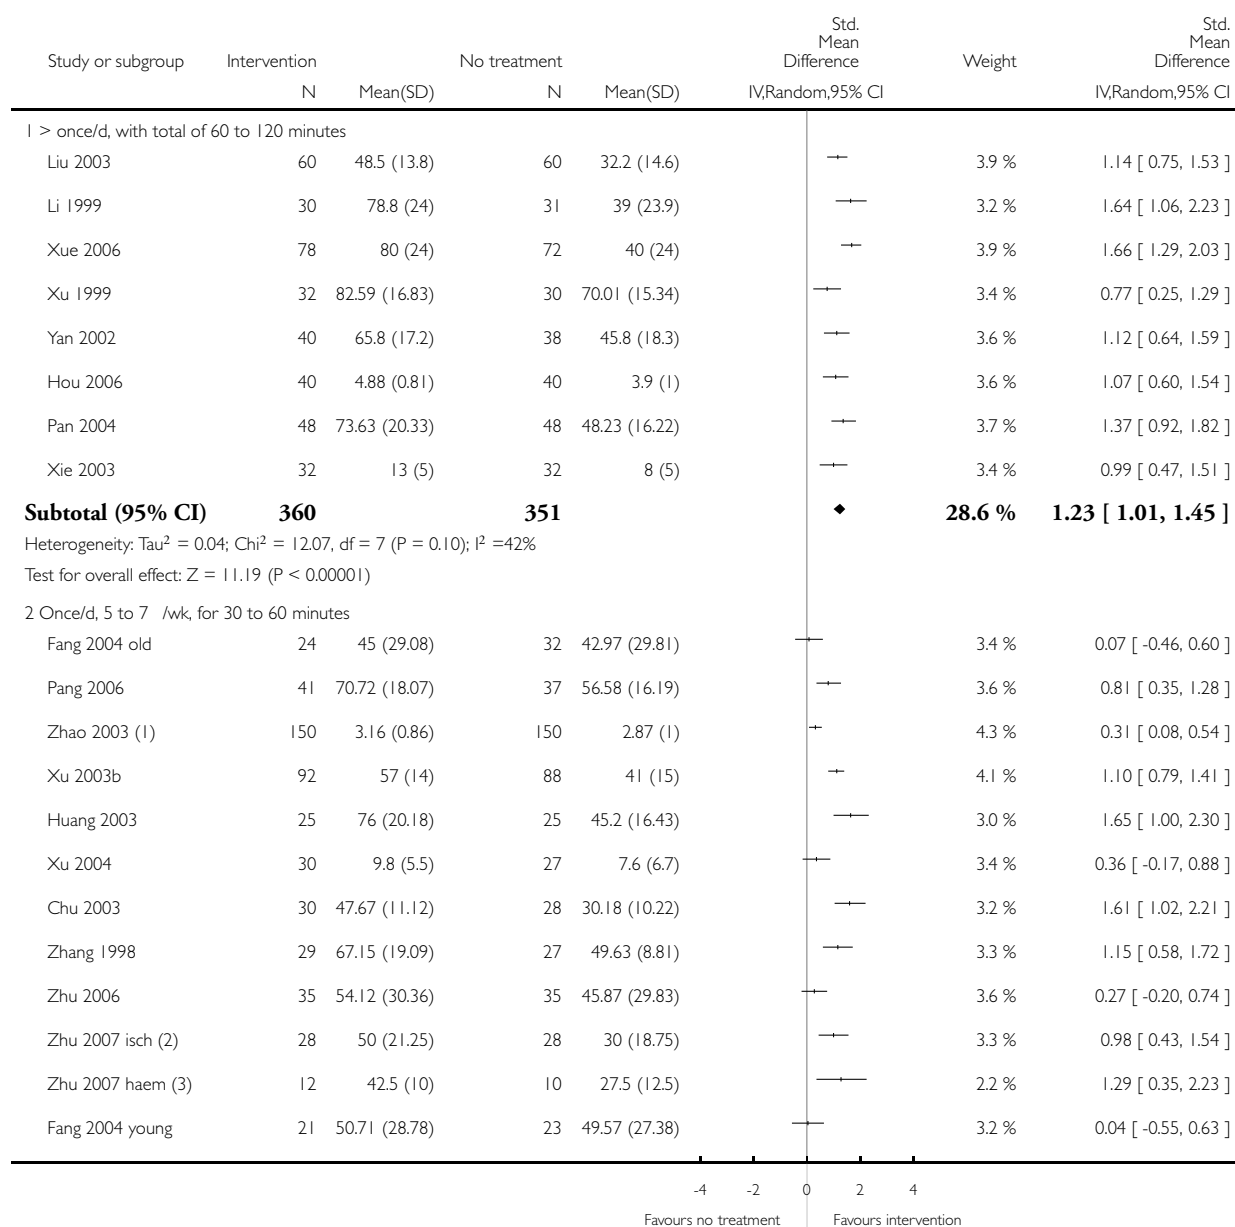 Std. Mean Difference Std. Mean Difference
Study or subgroup Intervention No treatment Weight
N Mean(SD) N Mean(SD) IV,Random,95% CI IV,Random,95% CI
1 > once/d, with total of 60 to 120 minutes
Liu 2003 60 48.5 (13.8) 60 32.2 (14.6) 3.9 % 1.14 [ 0.75, 1.53 ]
Li 1999 30 78.8 (24) 31 39 (23.9) 3.2 % 1.64 [ 1.06, 2.23 ]
Xue 2006 78 80 (24) 72 40 (24) 3.9 % 1.66 [ 1.29, 2.03 ]
Xu 1999 32 82.59 (16.83) 30 70.01 (15.34) 3.4 % 0.77 [ 0.25, 1.29 ]
Yan 2002 40 65.8 (17.2) 38 45.8 (18.3) 3.6 % 1.12 [ 0.64, 1.59 ]
Hou 2006 40 4.88 (0.81) 40 3.9 (1) 3.6 % 1.07 [ 0.60, 1.54 ]
Pan 2004 48 73.63 (20.33) 48 48.23 (16.22) 3.7 % 1.37 [ 0.92, 1.82 ]
Xie 2003 32 13 (5) 32 8 (5) 3.4 % 0.99 [ 0.47, 1.51 ]
Subtotal (95% CI) 360 351 28.6 % 1.23 [ 1.01, 1.45 ]
Heterogeneity: Tau² = 0.04; Chi² = 12.07, df = 7 (P = 0.10); I² =42%
Test for overall effect: Z = 11.19 (P < 0.00001)
2 Once/d, 5 to 7 /wk, for 30 to 60 minutes
Fang 2004 old 24 45 (29.08) 32 42.97 (29.81) 3.4 % 0.07 [ -0.46, 0.60 ]
Pang 2006 41 70.72 (18.07) 37 56.58 (16.19) 3.6 % 0.81 [ 0.35, 1.28 ]
Zhao 2003 (1) 150 3.16 (0.86) 150 2.87 (1) 4.3 % 0.31 [ 0.08, 0.54 ]
Xu 2003b 92 57 (14) 88 41 (15) 4.1 % 1.10 [ 0.79, 1.41 ]
Huang 2003 25 76 (20.18) 25 45.2 (16.43) 3.0 % 1.65 [ 1.00, 2.30 ]
Xu 2004 30 9.8 (5.5) 27 7.6 (6.7) 3.4 % 0.36 [ -0.17, 0.88 ]
Chu 2003 30 47.67 (11.12) 28 30.18 (10.22) 3.2 % 1.61 [ 1.02, 2.21 ]
Zhang 1998 29 67.15 (19.09) 27 49.63 (8.81) 3.3 % 1.15 [ 0.58, 1.72 ]
Zhu 2006 35 54.12 (30.36) 35 45.87 (29.83) 3.6 % 0.27 [ -0.20, 0.74 ]
Zhu 2007 isch (2) 28 50 (21.25) 28 30 (18.75) 3.3 % 0.98 [ 0.43, 1.54 ]
Zhu 2007 haem (3) 12 42.5 (10) 10 27.5 (12.5) 2.2 % 1.29 [ 0.35, 2.23 ]
Fang 2004 young 21 50.71 (28.78) 23 49.57 (27.38) 3.2 % 0.04 [ -0.55, 0.63 ]
-4 -2 0 2 4
Favours no treatment Favours intervention